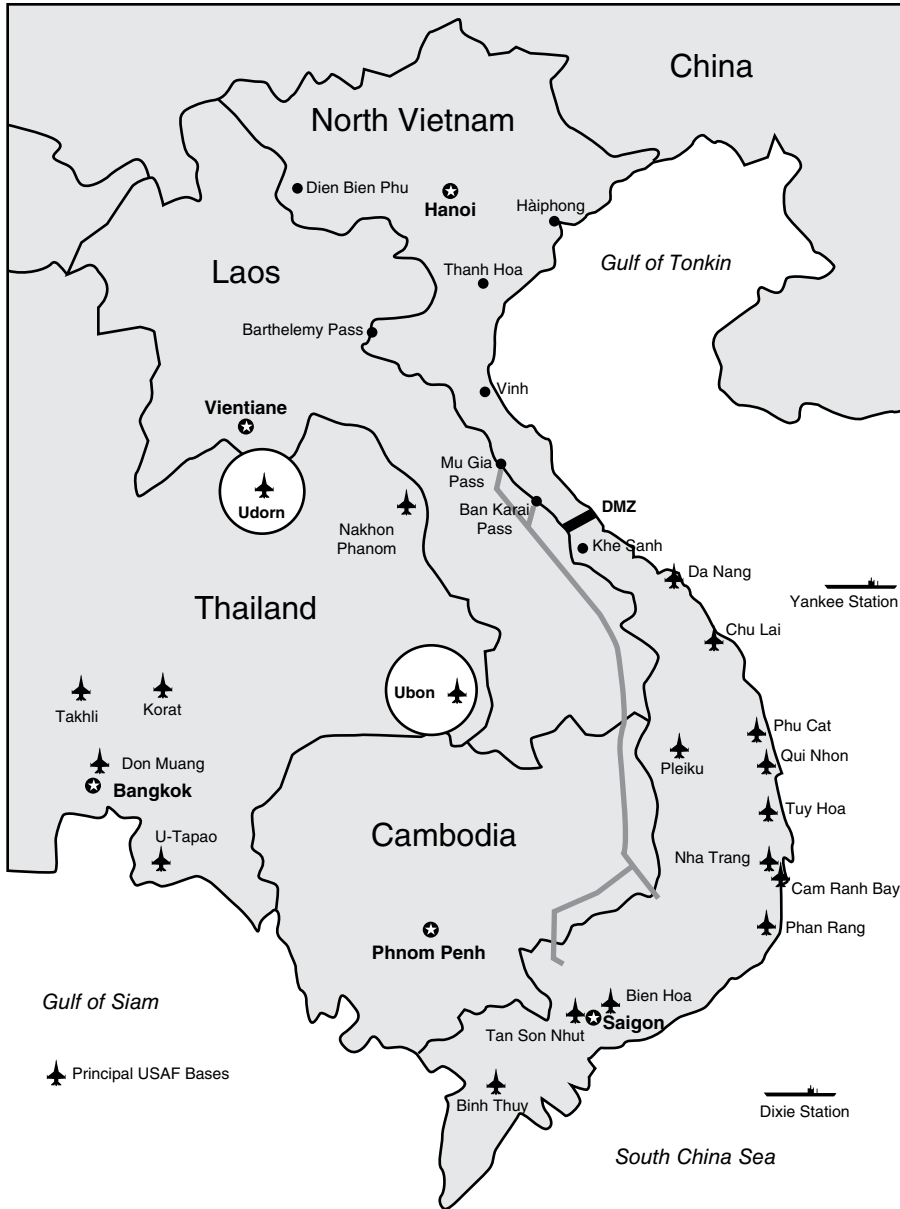 China
North Vietnam
Dien Bien Phu
Hanoi
Hàiphong
Gulf of Tonkin
Laos
Thanh Hoa
Barthelemy Pass
Vinh
Vientiane
Mu Gia
Pass
Udorn
Ban Karai
Pass
DMZ
Nakhon
Phanom
Khe Sanh
Da Nang
Yankee Station
Thailand
Chu Lai
Ubon
Takhli
Korat
Phu Cat
Qui Nhon
Pleiku
Don Muang
Bangkok
Tuy Hoa
Cambodia
U-Tapao
Nha Trang
Cam Ranh Bay
Phan Rang
Phnom Penh
Gulf of Siam
Bien Hoa
Saigon
Tan Son Nhut
Principal USAF Bases
Binh Thuy
Dixie Station
South China Sea